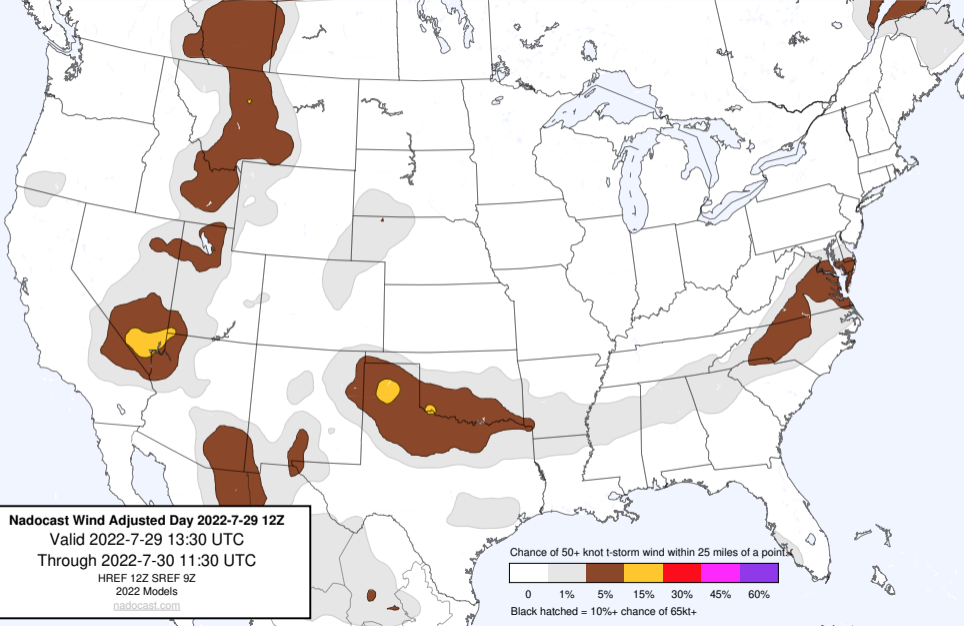 Nadocast Wind Adjusted Day 2022-7-29 12Z
Valid 2022-7-29 13:30 UTC
Through 2022-7-30 11:30 UTC
HREF 12Z SREF 9Z
2022 Models
nadocast.com
Chance of 50+ knot t-storm wind within 25 miles of a point.
0 1% 5% 15% 30% 45% 60%
Black hatched = 10%+ chance of 65kt+